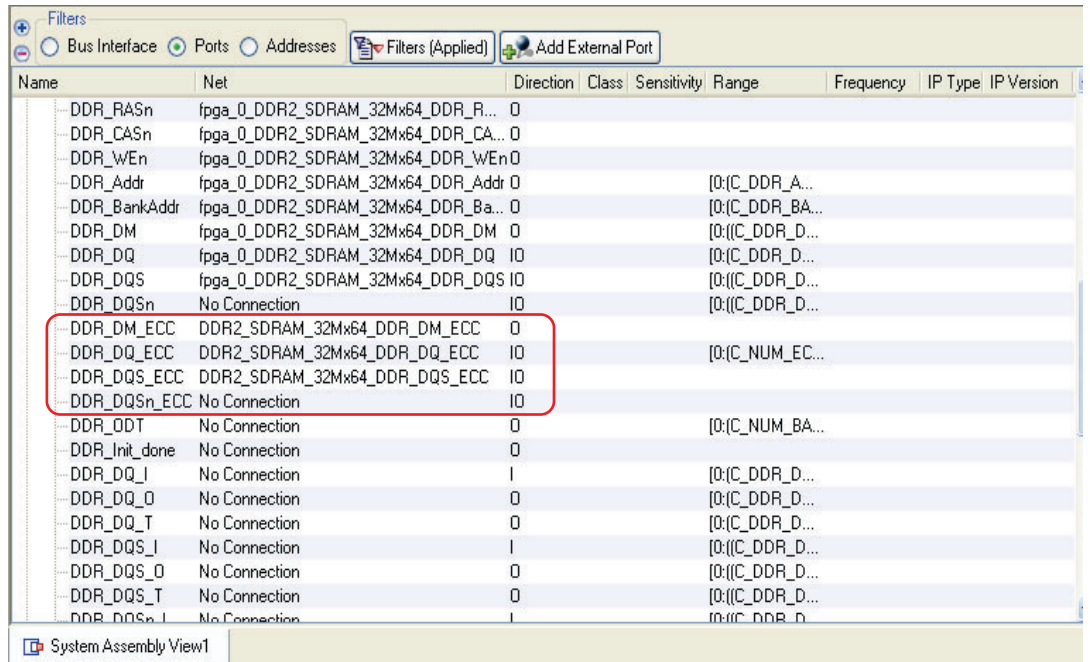 Filters
Bus Interface Ports Addresses Filters (Applied) Add External Port
Name Net Direction Class Sensitivity Range Frequency IP Type IP Version
DDR_RASn fpga_0_DDR2_SDRAM_32Mx64_DDR_R... O
DDR_CASn fpga_0_DDR2_SDRAM_32Mx64_DDR_CA... O
DDR_WEn fpga_0_DDR2_SDRAM_32Mx64_DDR_WEn O
DDR_Addr fpga_0_DDR2_SDRAM_32Mx64_DDR_Addr O [0:(C_DDR_A...
DDR_BankAddr fpga_0_DDR2_SDRAM_32Mx64_DDR_Ba... O [0:(C_DDR_BA...
DDR_DM fpga_0_DDR2_SDRAM_32Mx64_DDR_DM O [0:((C_DDR_D...
DDR_DQ fpga_0_DDR2_SDRAM_32Mx64_DDR_DQ IO [0:(C_DDR_D...
DDR_DQS fpga_0_DDR2_SDRAM_32Mx64_DDR_DQS IO [0:((C_DDR_D...
DDR_DQSn No Connection IO [0:((C_DDR_D...
DDR_DM_ECC DDR2_SDRAM_32Mx64_DDR_DM_ECC O
DDR_DQ_ECC DDR2_SDRAM_32Mx64_DDR_DQ_ECC IO [0:(C_NUM_EC...
DDR_DQS_ECC DDR2_SDRAM_32Mx64_DDR_DQS_ECC IO
DDR_DQSn_ECC No Connection IO
DDR_ODT No Connection O [0:(C_NUM_BA...
DDR_Init_done No Connection O
DDR_DQ_I No Connection I [0:(C_DDR_D...
DDR_DQ_O No Connection O [0:(C_DDR_D...
DDR_DQ_T No Connection O [0:(C_DDR_D...
DDR_DQS_I No Connection I [0:((C_DDR_D...
DDR_DQS_O No Connection O [0:((C_DDR_D...
DDR_DQS_T No Connection O [0:((C_DDR_D...
DDR_DQSn_I No Connection I [0:((C_DDR_D...
System Assembly View1